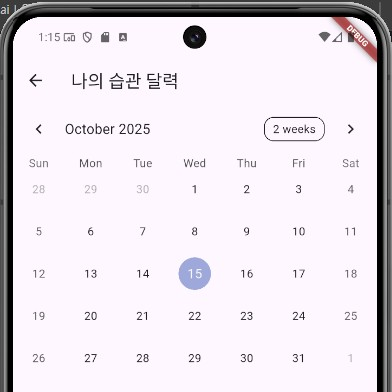 ai
1:15
DEBUG
나의 습관 달력
October 2025
2 weeks
Sun Mon Tue Wed Thu Fri Sat
28 29 30 1 2 3 4
5 6 7 8 9 10 11
12 13 14 15 16 17 18
19 20 21 22 23 24 25
26 27 28 29 30 31 1